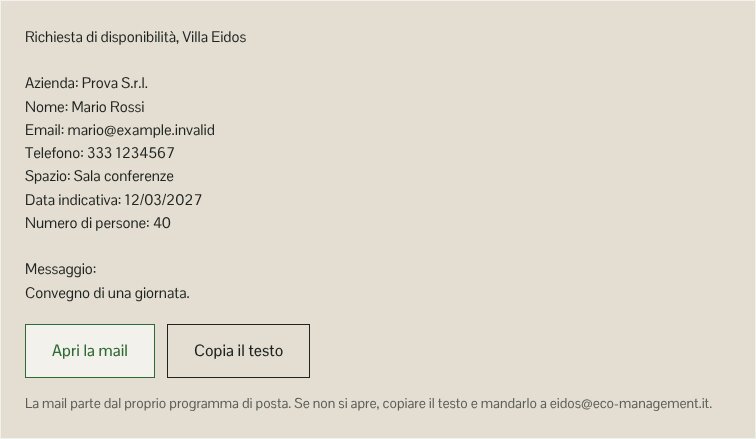 Richiesta di disponibilità, Villa Eidos
Azienda: Prova S.r.l.
Nome: Mario Rossi
Email: mario@example.invalid
Telefono: 333 1234567
Spazio: Sala conferenze
Data indicativa: 12/03/2027
Numero di persone: 40
Messaggio:
Convegno di una giornata.
Apri la mail
Copia il testo
La mail parte dal proprio programma di posta. Se non si apre, copiare il testo e mandarlo a eidos@eco-management.it.